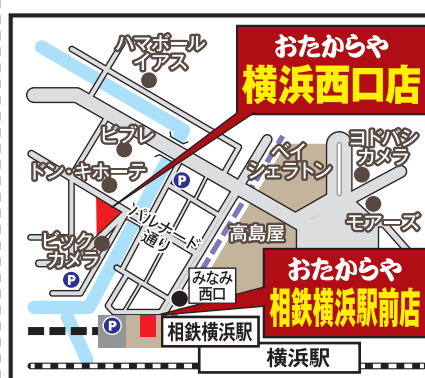 ハマボール
イアス
おたからや
横浜西口店
ビブレ
ドン・キホーテ
P
ベイ
シェラトン
ヨドバシ
カメラ
モアーズ
パルナード
通り
高島屋
ビック
カメラ
P
みなみ
西口
おたからや
相鉄横浜駅前店
P
相鉄横浜駅
横浜駅